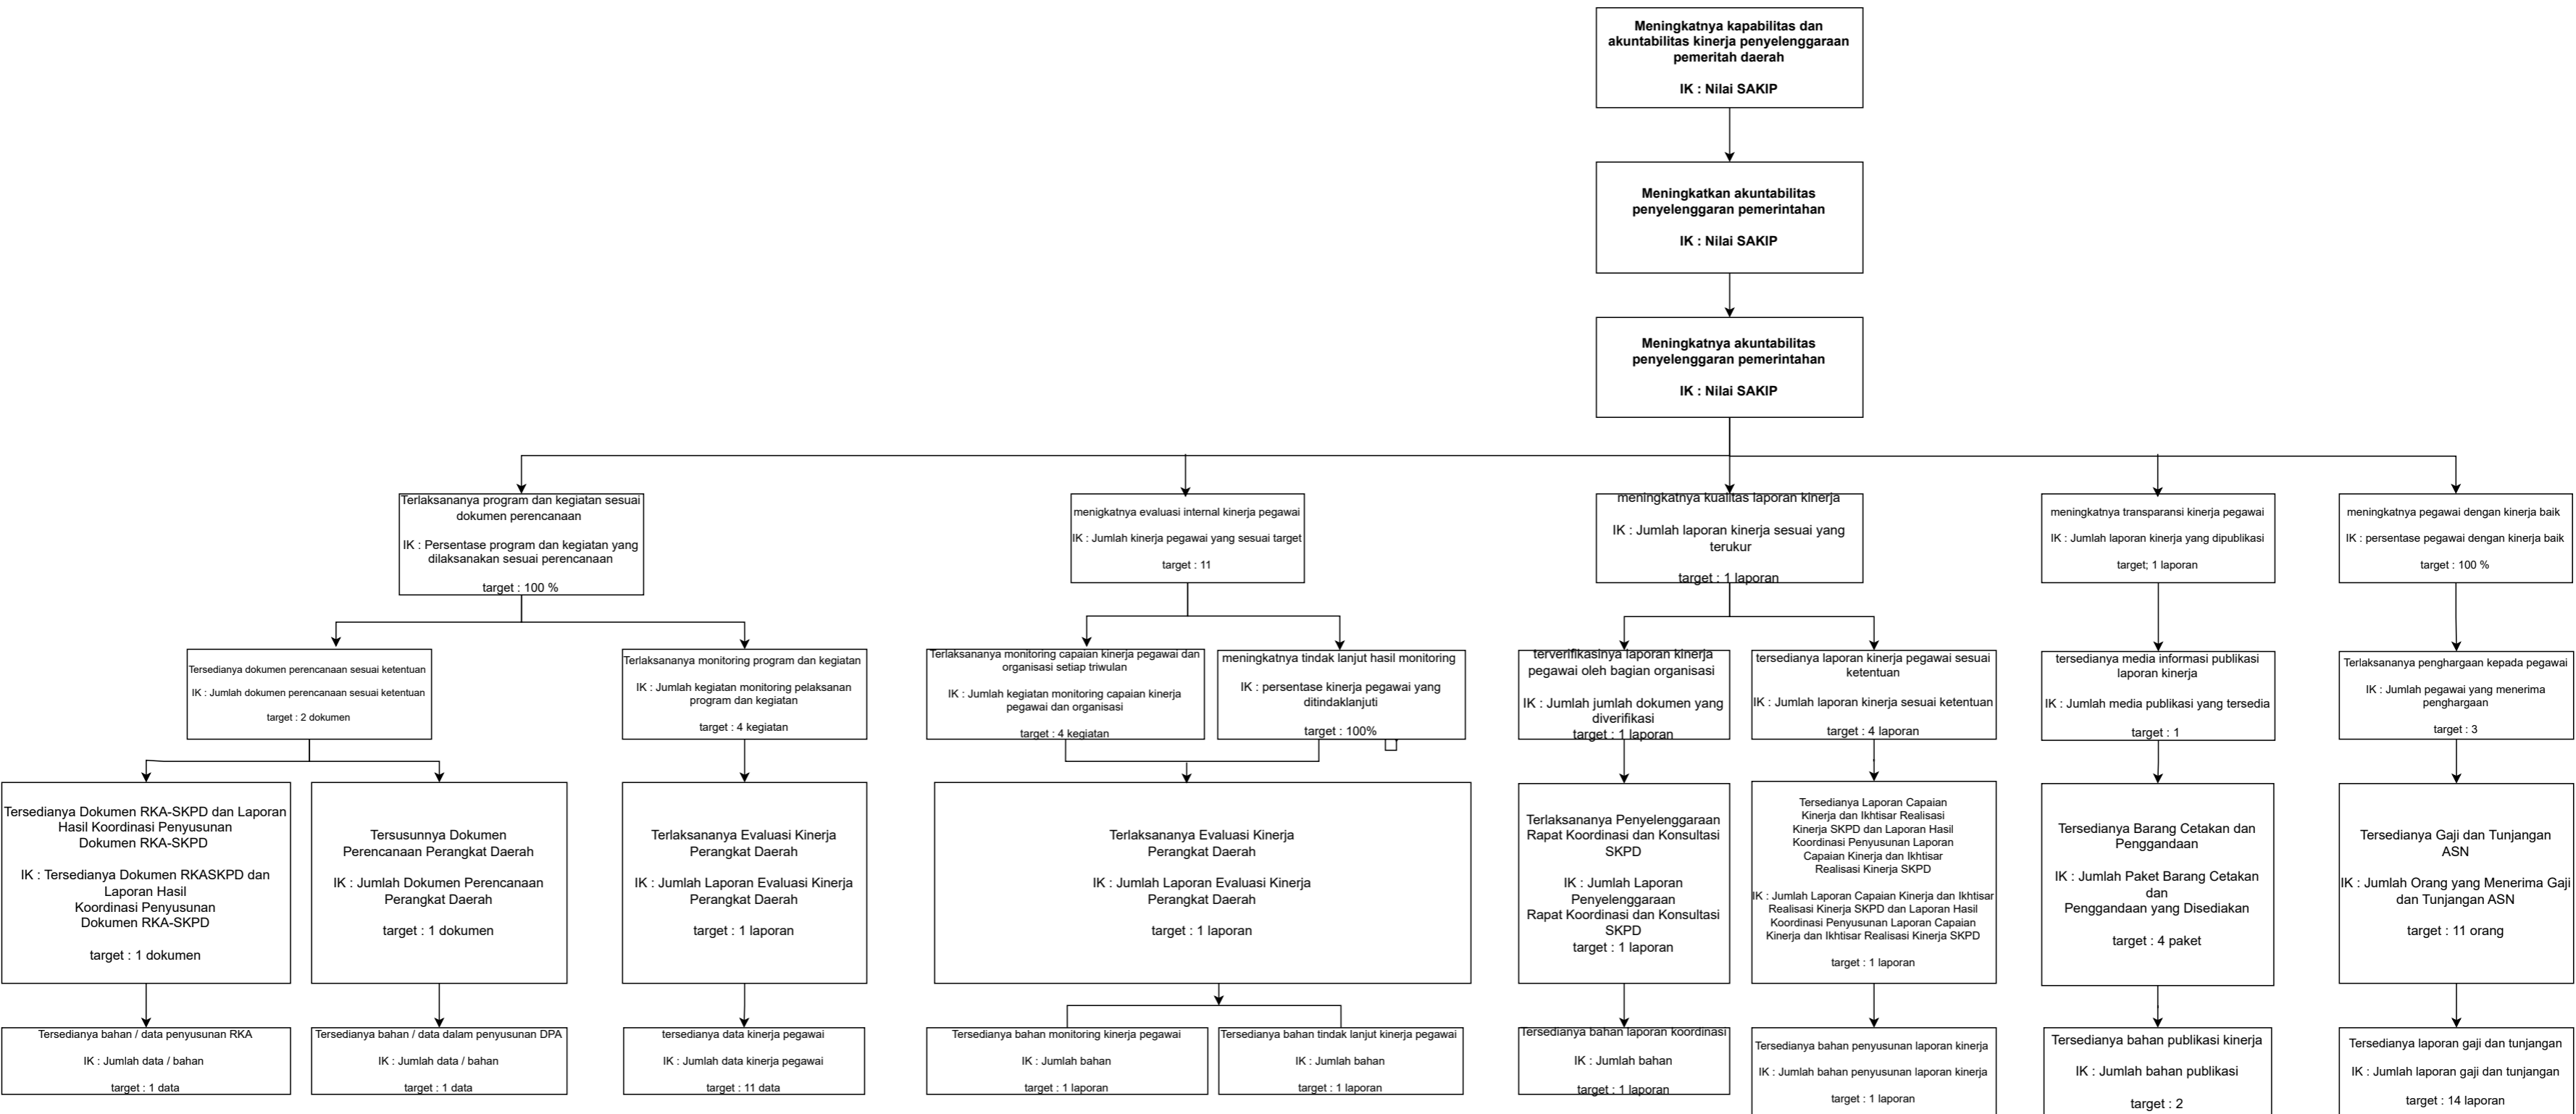 Meningkatnya kapabilitas dan
akuntabilitas kinerja penyelenggaraan
pemeritah daerah
IK : Nilai SAKIP
Meningkatkan akuntabilitas
penyelenggaran pemerintahan
IK : Nilai SAKIP
Meningkatnya akuntabilitas
penyelenggaran pemerintahan
IK : Nilai SAKIP
Terlaksananya program dan kegiatan sesuai
dokumen perencanaan
IK : Persentase program dan kegiatan yang
dilaksanakan sesuai perencanaan
target : 100 %
menigkatnya evaluasi internal kinerja pegawai
IK : Jumlah kinerja pegawai yang sesuai target
target : 11
meningkatnya kualitas laporan kinerja
IK : Jumlah laporan kinerja sesuai yang
terukur
target : 1 laporan
meningkatnya transparansi kinerja pegawai
IK : Jumlah laporan kinerja yang dipublikasi
target; 1 laporan
meningkatnya pegawai dengan kinerja baik
IK : persentase pegawai dengan kinerja baik
target : 100 %
Tersedianya dokumen perencanaan sesuai ketentuan
IK : Jumlah dokumen perencanaan sesuai ketentuan
target : 2 dokumen
Terlaksananya monitoring program dan kegiatan
IK : Jumlah kegiatan monitoring pelaksanan
program dan kegiatan
target : 4 kegiatan
Terlaksananya monitoring capaian kinerja pegawai dan
organisasi setiap triwulan
IK : Jumlah kegiatan monitoring capaian kinerja
pegawai dan organisasi
target : 4 kegiatan
meningkatnya tindak lanjut hasil monitoring
IK : persentase kinerja pegawai yang
ditindaklanjuti
target : 100%
terverifikasinya laporan kinerja
pegawai oleh bagian organisasi
IK : Jumlah jumlah dokumen yang
diverifikasi
target : 1 laporan
tersedianya laporan kinerja pegawai sesuai
ketentuan
IK : Jumlah laporan kinerja sesuai ketentuan
target : 4 laporan
tersedianya media informasi publikasi
laporan kinerja
IK : Jumlah media publikasi yang tersedia
target : 1
Terlaksananya penghargaan kepada pegawai
IK : Jumlah pegawai yang menerima
penghargaan
target : 3
Tersedianya Dokumen RKA-SKPD dan Laporan
Hasil Koordinasi Penyusunan
Dokumen RKA-SKPD
IK : Tersedianya Dokumen RKASKPD dan
Laporan Hasil
Koordinasi Penyusunan
Dokumen RKA-SKPD
target : 1 dokumen
Tersusunnya Dokumen
Perencanaan Perangkat Daerah
IK : Jumlah Dokumen Perencanaan
Perangkat Daerah
target : 1 dokumen
Terlaksananya Evaluasi Kinerja
Perangkat Daerah
IK : Jumlah Laporan Evaluasi Kinerja
Perangkat Daerah
target : 1 laporan
Terlaksananya Evaluasi Kinerja
Perangkat Daerah
IK : Jumlah Laporan Evaluasi Kinerja
Perangkat Daerah
target : 1 laporan
Terlaksananya Penyelenggaraan
Rapat Koordinasi dan Konsultasi
SKPD
IK : Jumlah Laporan
Penyelenggaraan
Rapat Koordinasi dan Konsultasi
SKPD
target : 1 laporan
Tersedianya Laporan Capaian
Kinerja dan Ikhtisar Realisasi
Kinerja SKPD dan Laporan Hasil
Koordinasi Penyusunan Laporan
Capaian Kinerja dan Ikhtisar
Realisasi Kinerja SKPD
IK : Jumlah Laporan Capaian Kinerja dan Ikhtisar
Realisasi Kinerja SKPD dan Laporan Hasil
Koordinasi Penyusunan Laporan Capaian
Kinerja dan Ikhtisar Realisasi Kinerja SKPD
target : 1 laporan
Tersedianya Barang Cetakan dan
Penggandaan
IK : Jumlah Paket Barang Cetakan
dan
Penggandaan yang Disediakan
target : 4 paket
Tersedianya Gaji dan Tunjangan
ASN
IK : Jumlah Orang yang Menerima Gaji
dan Tunjangan ASN
target : 11 orang
Tersedianya bahan / data penyusunan RKA
IK : Jumlah data / bahan
target : 1 data
Tersedianya bahan / data dalam penyusunan DPA
IK : Jumlah data / bahan
target : 1 data
tersedianya data kinerja pegawai
IK : Jumlah data kinerja pegawai
target : 11 data
Tersedianya bahan monitoring kinerja pegawai
IK : Jumlah bahan
target : 1 laporan
Tersedianya bahan tindak lanjut kinerja pegawai
IK : Jumlah bahan
target : 1 laporan
Tersedianya bahan laporan koordinasi
IK : Jumlah bahan
target : 1 laporan
Tersedianya bahan penyusunan laporan kinerja
IK : Jumlah bahan penyusunan laporan kinerja
target : 1 laporan
Tersedianya bahan publikasi kinerja
IK : Jumlah bahan publikasi
target : 2
Tersedianya laporan gaji dan tunjangan
IK : Jumlah laporan gaji dan tunjangan
target : 14 laporan